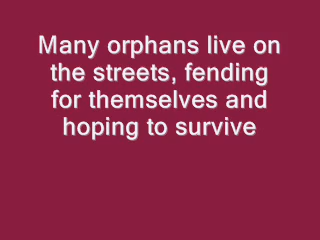 Many orphans live on
the streets, fending
for themselves and
hoping to survive